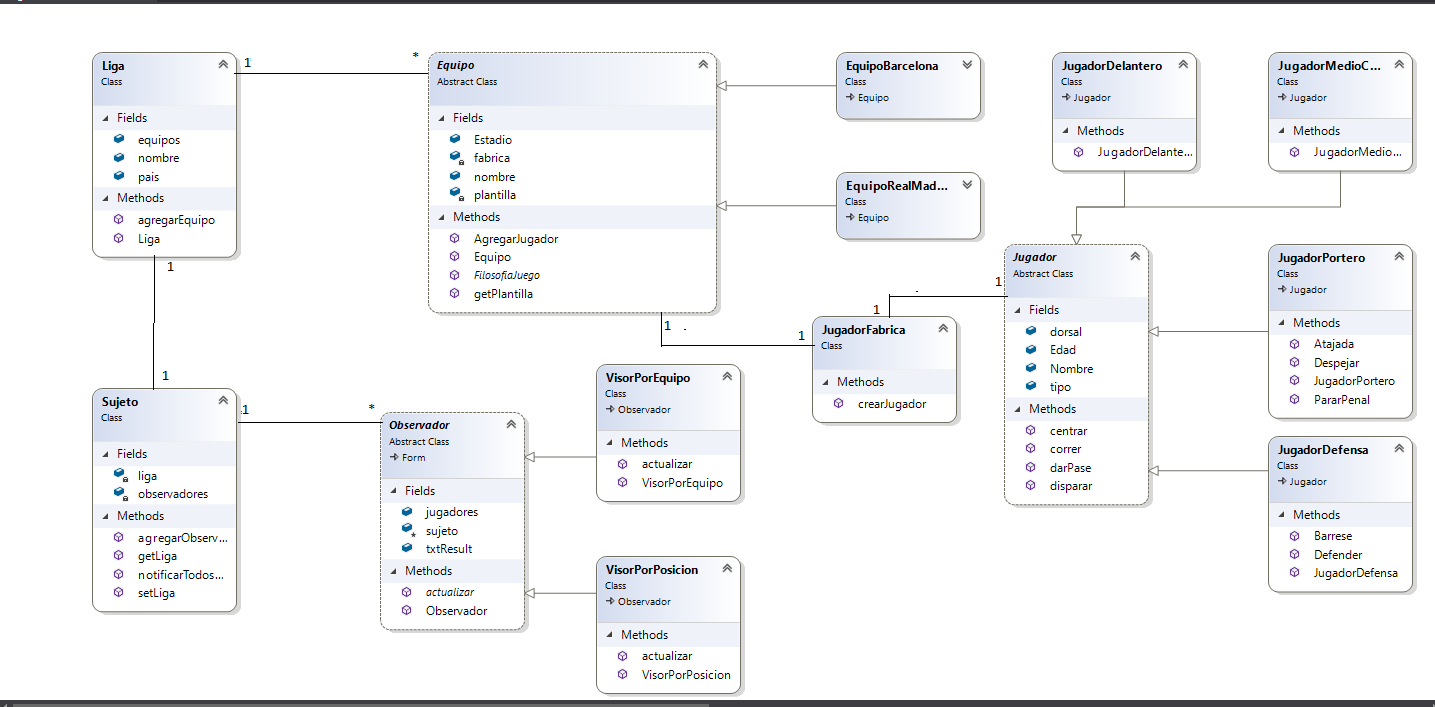 Liga
Class
Fields
equipos
nombre
pais
Methods
agregarEquipo
Liga
1
*
1
1
Equipo
Abstract Class
Fields
Estadio
fabrica
nombre
plantilla
Methods
AgregarJugador
Equipo
FilosofiaJuego
getPlantilla
1 .
1
EquipoBarcelona
Class
Equipo
EquipoRealMad...
Class
Equipo
JugadorDelantero
Class
Jugador
Methods
JugadorDelante...
JugadorMedioC...
Class
Jugador
Methods
JugadorMedio...
JugadorFabrica
Class
Methods
crearJugador
1
.
1
Jugador
Abstract Class
Fields
dorsal
Edad
Nombre
tipo
Methods
centrar
correr
darPase
disparar
JugadorPortero
Class
Jugador
Methods
Atajada
Despejar
JugadorPortero
PararPenal
JugadorDefensa
Class
Jugador
Methods
Barrese
Defender
JugadorDefensa
Sujeto
Class
Fields
liga
observadores
Methods
agregarObserv...
getLiga
notificarTodos...
setLiga
1
*
Observador
Abstract Class
Form
Fields
jugadores
sujeto
txtResult
Methods
actualizar
Observador
VisorPorEquipo
Class
Observador
Methods
actualizar
VisorPorEquipo
VisorPorPosicion
Class
Observador
Methods
actualizar
VisorPorPosicion